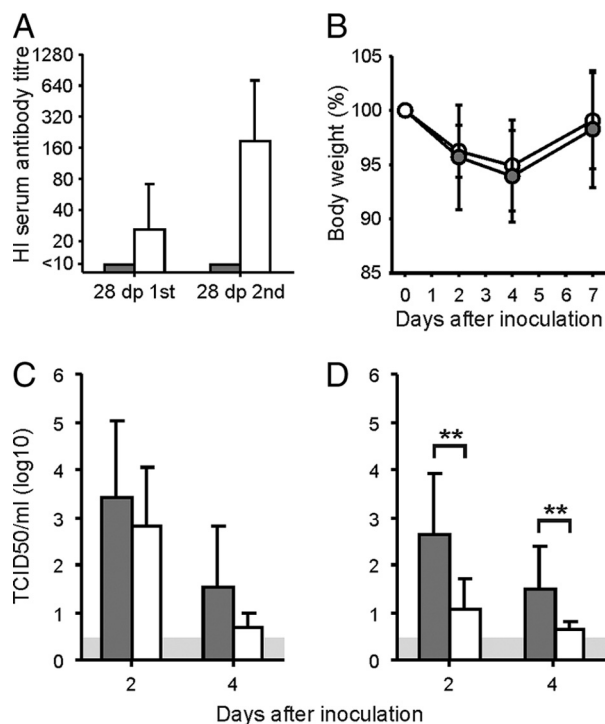 A
HI serum antibody titre
1280
640
320
160
80
40
20
<10
28 dp 1st 28 dp 2nd
B
Body weight (%)
105
100
95
90
85
0 1 2 3 4 5 6 7
Days after inoculation
C
TCID50/ml (log10)
6
5
4
3
2
1
0
2 4
D
6
5
4
3
2
1
0
**
**
2 4
Days after inoculation